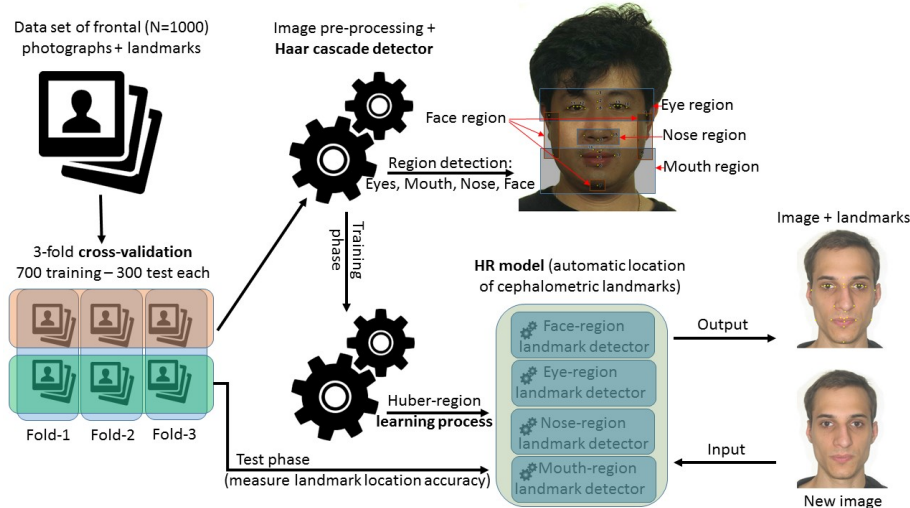 Data set of frontal (N=1000)
photographs + landmarks
Image pre-processing +
Haar cascade detector
Face region
Eye region
Nose region
Mouth region
Region detection:
Eyes, Mouth, Nose, Face
3-fold cross-validation
700 training – 300 test each
Fold-1
Fold-2
Fold-3
Training
phase
Huber-region
learning process
Test phase
(measure landmark location accuracy)
HR model (automatic location
of cephalometric landmarks)
Face-region
landmark detector
Eye-region
landmark detector
Nose-region
landmark detector
Mouth-region
landmark detector
Output
Input
Image + landmarks
New image